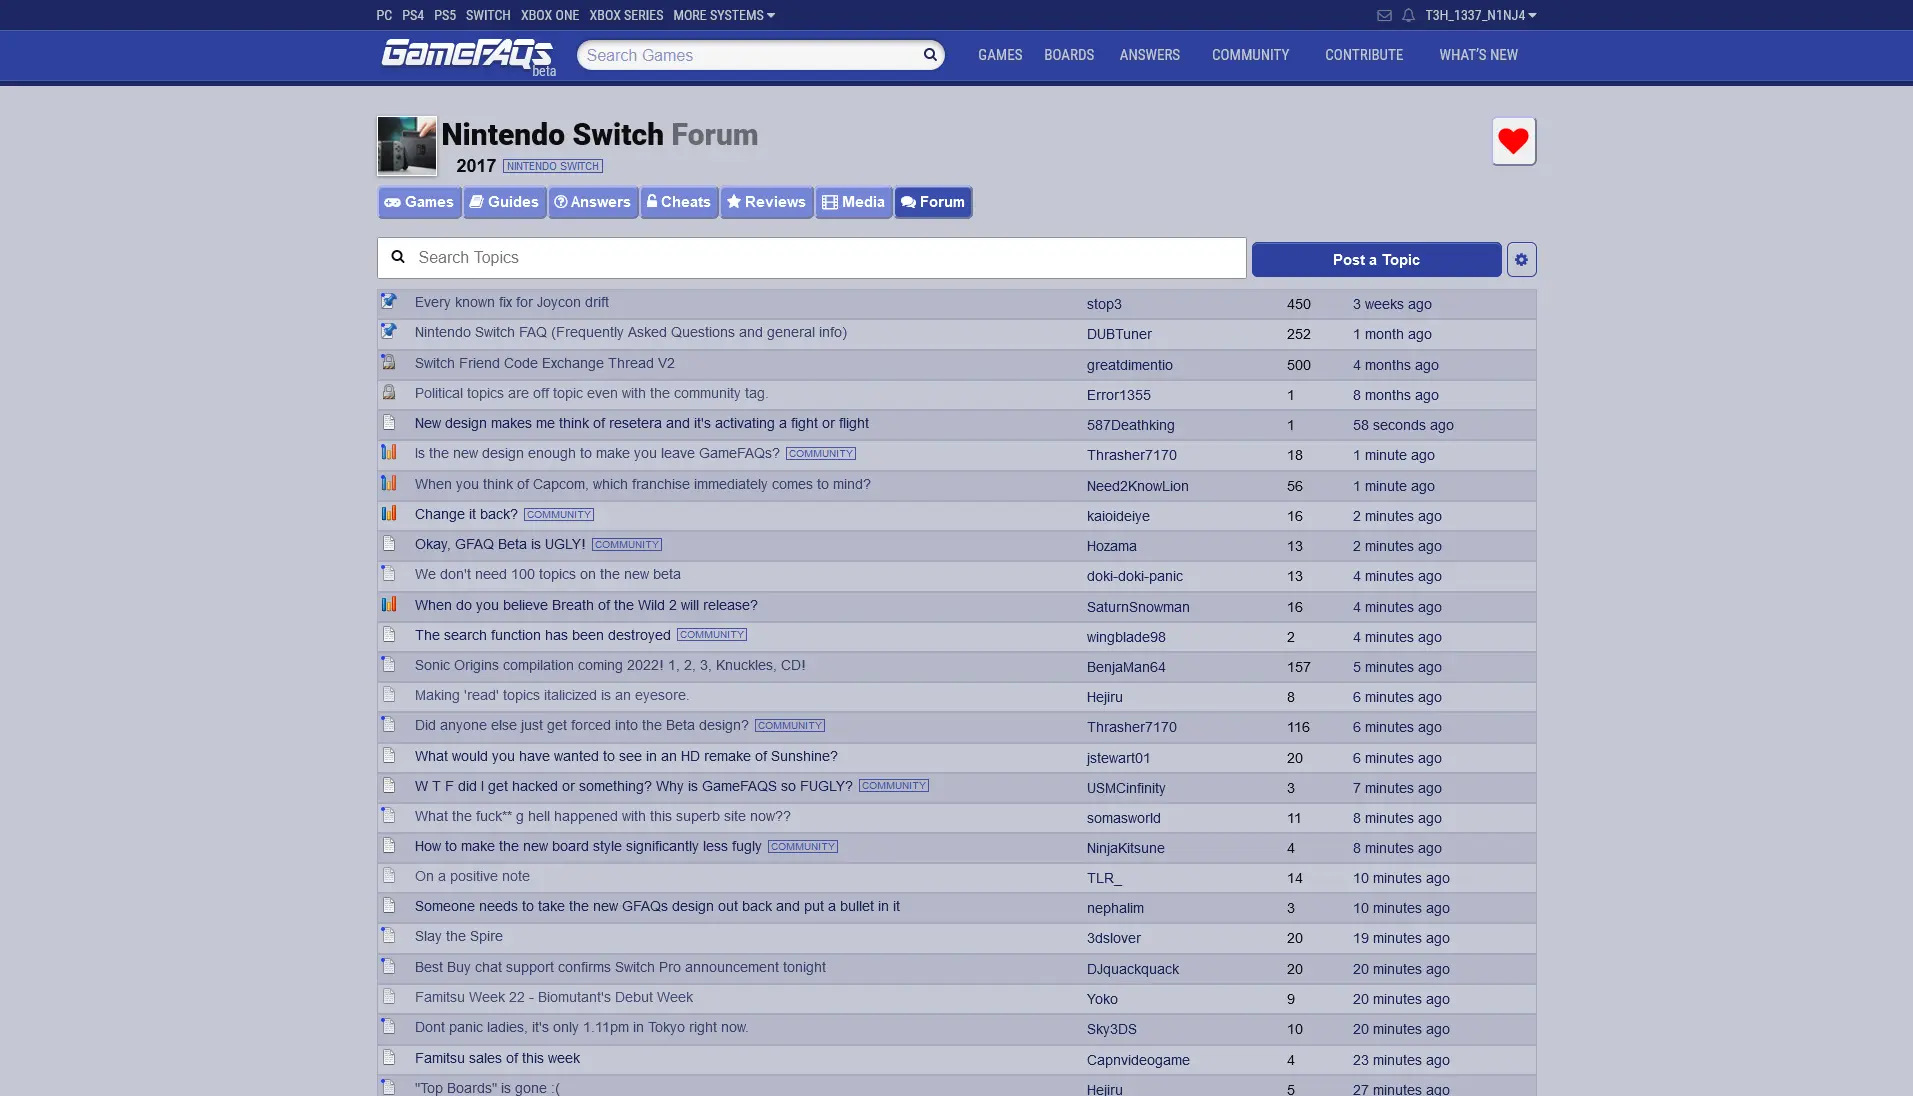 PC PS4 PS5 SWITCH XBOX ONE XBOX SERIES MORE SYSTEMS T3H_1337_N1NJ4
GameFAQs beta Search Games GAMES BOARDS ANSWERS COMMUNITY CONTRIBUTE WHAT'S NEW
Nintendo Switch Forum
2017 NINTENDO SWITCH
Games Guides Answers Cheats Reviews Media Forum
Search Topics Post a Topic
Every known fix for Joycon drift stop3 450 3 weeks ago
Nintendo Switch FAQ (Frequently Asked Questions and general info) DUBTuner 252 1 month ago
Switch Friend Code Exchange Thread V2 greatdimentio 500 4 months ago
Political topics are off topic even with the community tag. Error1355 1 8 months ago
New design makes me think of resetera and it's activating a fight or flight 587Deathking 1 58 seconds ago
Is the new design enough to make you leave GameFAQs? COMMUNITY Thrasher7170 18 1 minute ago
When you think of Capcom, which franchise immediately comes to mind? Need2KnowLion 56 1 minute ago
Change it back? COMMUNITY kaioideiye 16 2 minutes ago
Okay, GFAQ Beta is UGLY! COMMUNITY Hozama 13 2 minutes ago
We don't need 100 topics on the new beta doki-doki-panic 13 4 minutes ago
When do you believe Breath of the Wild 2 will release? SaturnSnowman 16 4 minutes ago
The search function has been destroyed COMMUNITY wingblade98 2 4 minutes ago
Sonic Origins compilation coming 2022! 1, 2, 3, Knuckles, CD! BenjaMan64 157 5 minutes ago
Making 'read' topics italicized is an eyesore. Hejiru 8 6 minutes ago
Did anyone else just get forced into the Beta design? COMMUNITY Thrasher7170 116 6 minutes ago
What would you have wanted to see in an HD remake of Sunshine? jstewart01 20 6 minutes ago
W T F did I get hacked or something? Why is GameFAQS so FUGLY? COMMUNITY USMCinfinity 3 7 minutes ago
What the fuck** g hell happened with this superb site now?? somasworld 11 8 minutes ago
How to make the new board style significantly less fugly COMMUNITY NinjaKitsune 4 8 minutes ago
On a positive note TLR_ 14 10 minutes ago
Someone needs to take the new GFAQs design out back and put a bullet in it nephalim 3 10 minutes ago
Slay the Spire 3dslover 20 19 minutes ago
Best Buy chat support confirms Switch Pro announcement tonight DJquackquack 20 20 minutes ago
Famitsu Week 22 - Biomutant's Debut Week Yoko 9 20 minutes ago
Dont panic ladies, it's only 1.11pm in Tokyo right now. Sky3DS 10 20 minutes ago
Famitsu sales of this week Capnvideogame 4 23 minutes ago
"Top Boards" is gone :( Hejiru 5 27 minutes ago